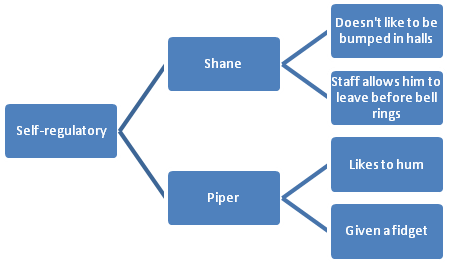 Self-regulatory
Shane
Doesn't like to be
bumped in halls
Staff allows him to
leave before bell
rings
Piper
Likes to hum
Given a fidget